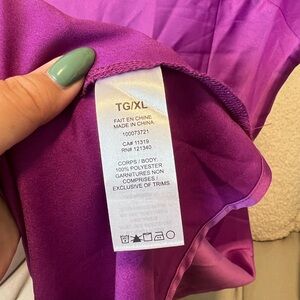 TG/XL
FAIT EN CHINE
MADE IN CHINA
100073721
CA# 11319
RN# 121340
CORPS / BODY:
100% POLYESTER
GARNITURES NON
COMPRISES /
EXCLUSIVE OF TRIMS